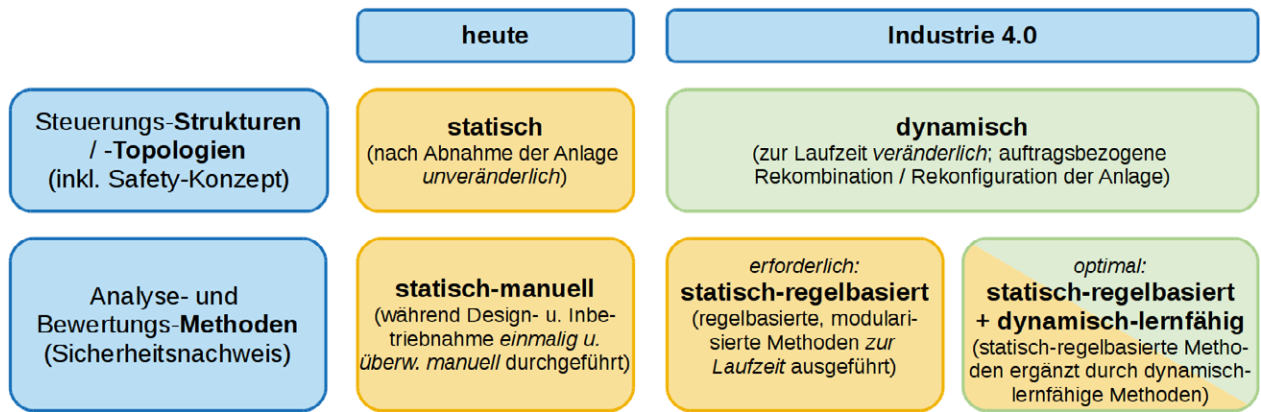 heute
Industrie 4.0
Steuerungs-Strukturen
/ -Topologien
(inkl. Safety-Konzept)
statisch
(nach Abnahme der Anlage
unveränderlich)
dynamisch
(zur Laufzeit veränderlich; auftragsbezogene
Rekombination / Rekonfiguration der Anlage)
Analyse- und
Bewertungs-Methoden
(Sicherheitsnachweis)
statisch-manuell
(während Design- u. Inbe-
triebnahme einmalig u.
überw. manuell durchgeführt)
erforderlich:
statisch-regelbasiert
(regelbasierte, modulari-
sierte Methoden zur
Laufzeit ausgeführt)
optimal:
statisch-regelbasiert
+ dynamisch-lernfähig
(statisch-regelbasierte Metho-
den ergänzt durch dynamisch-
lernfähige Methoden)